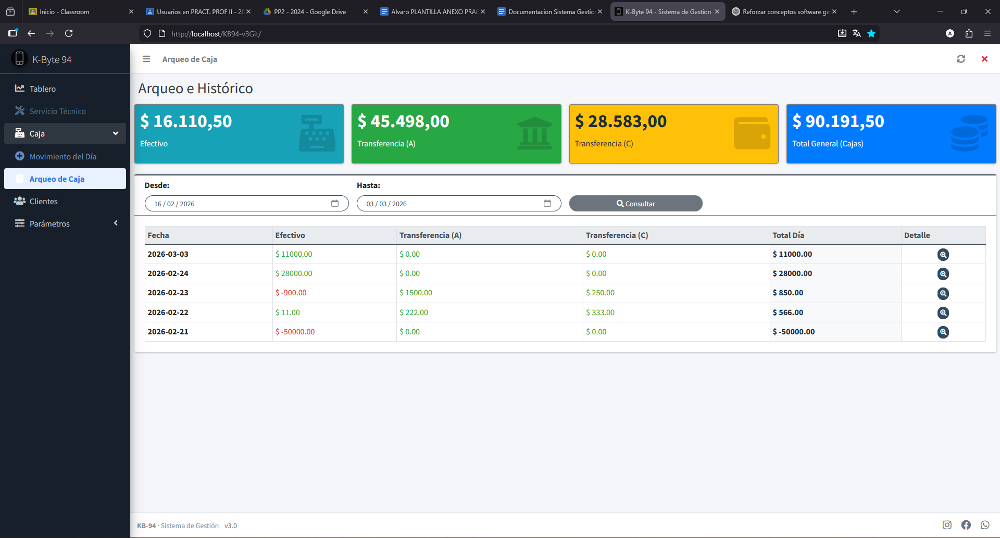 Inicio - Classroom
Usuarios en PRACT. PROF II - 20
PP2 - 2024 - Google Drive
Alvaro PLANTILLA ANEXO PRAC
Documentacion Sistema Gestion
K-Byte 94 - Sistema de Gestion
Reforzar conceptos software ge
http://localhost/KB94-v3Git/
A
K-Byte 94
Arqueo de Caja
Tablero
Servicio Técnico
Caja
Movimiento del Día
Arqueo de Caja
Clientes
Parámetros
Arqueo e Histórico
$ 16.110,50
Efectivo
$ 45.498,00
Transferencia (A)
$ 28.583,00
Transferencia (C)
$ 90.191,50
Total General (Cajas)
Desde: Hasta:
16 / 02 / 2026 03 / 03 / 2026 Consultar
Fecha Efectivo Transferencia (A) Transferencia (C) Total Día Detalle
2026-03-03 $ 11000.00 $ 0.00 $ 0.00 $ 11000.00
2026-02-24 $ 28000.00 $ 0.00 $ 0.00 $ 28000.00
2026-02-23 $ -900.00 $ 1500.00 $ 250.00 $ 850.00
2026-02-22 $ 11.00 $ 222.00 $ 333.00 $ 566.00
2026-02-21 $ -50000.00 $ 0.00 $ 0.00 $ -50000.00
KB-94 · Sistema de Gestión v3.0